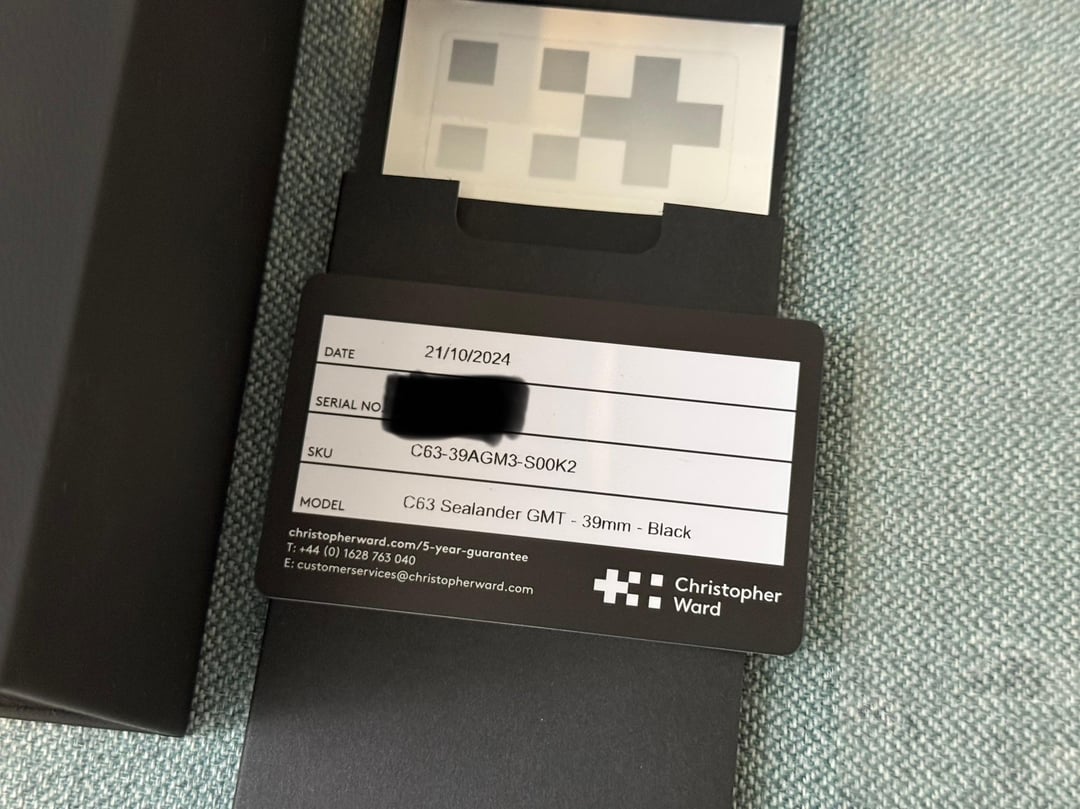 DATE 21/10/2024
SERIAL NO.
SKU C63-39AGM3-S00K2
MODEL C63 Sealander GMT - 39mm - Black
christopherward.com/5-year-guarantee
T: +44 (0) 1628 763 040
E: customerservices@christopherward.com
Christopher
Ward